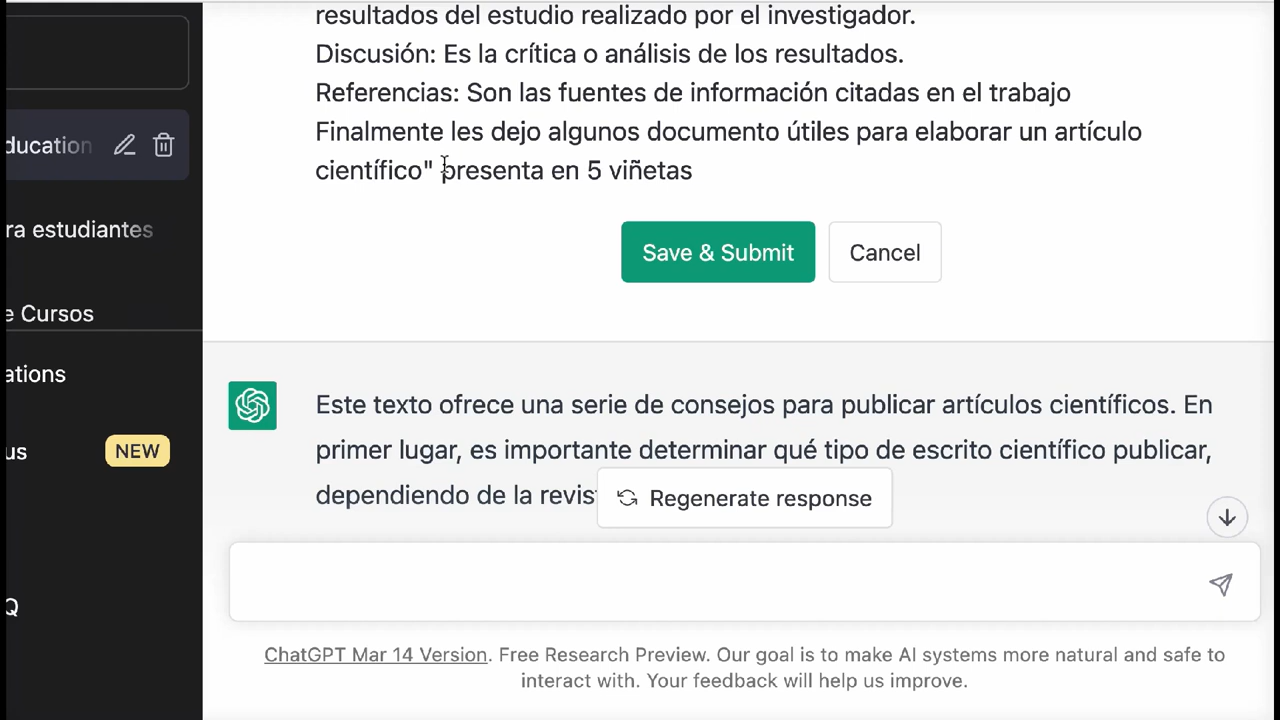 resultados del estudio realizado por el investigador.
Discusión: Es la crítica o análisis de los resultados.
Referencias: Son las fuentes de información citadas en el trabajo
Finalmente les dejo algunos documento útiles para elaborar un artículo
científico" presenta en 5 viñetas
Save & Submit
Cancel
ducation
ra estudiantes
e Cursos
ations
us
NEW
Q
Este texto ofrece una serie de consejos para publicar artículos científicos. En
primer lugar, es importante determinar qué tipo de escrito científico publicar,
dependiendo de la revis
Regenerate response
ChatGPT Mar 14 Version. Free Research Preview. Our goal is to make AI systems more natural and safe to
interact with. Your feedback will help us improve.